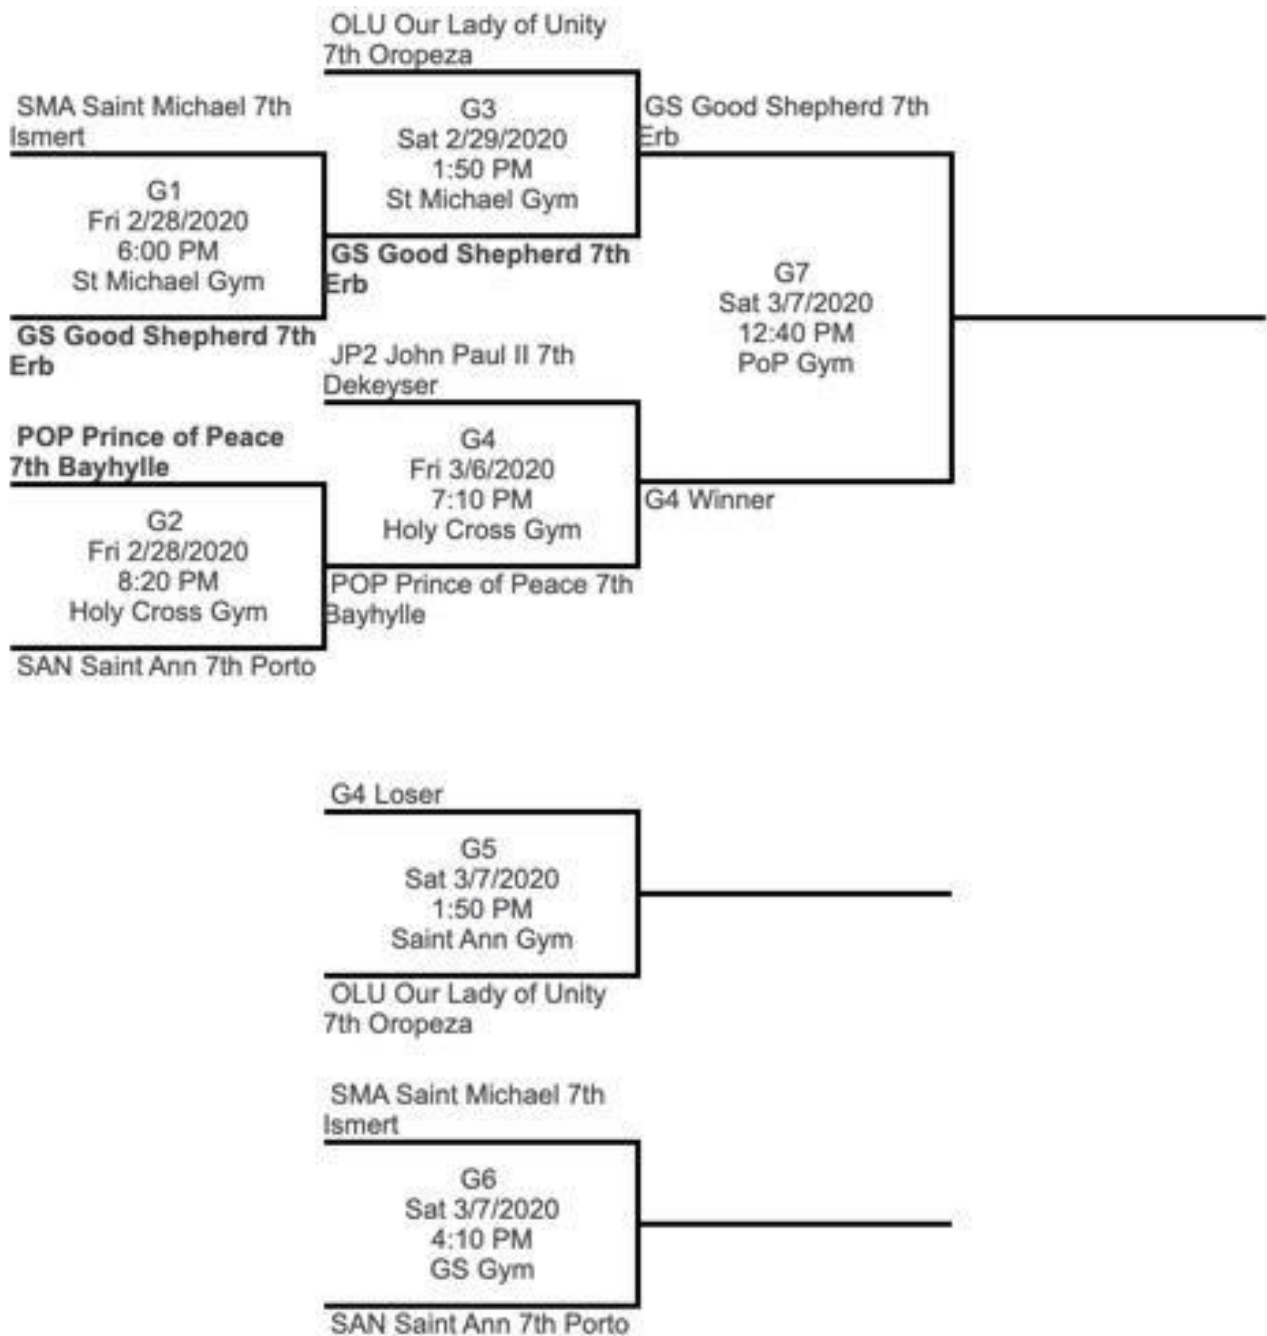 OLU Our Lady of Unity
7th Oropeza
SMA Saint Michael 7th
Ismert
G3
Sat 2/29/2020
1:50 PM
St Michael Gym
GS Good Shepherd 7th
Erb
G1
Fri 2/28/2020
6:00 PM
St Michael Gym
GS Good Shepherd 7th
Erb
G7
Sat 3/7/2020
12:40 PM
PoP Gym
GS Good Shepherd 7th
Erb
JP2 John Paul II 7th
Dekeyser
POP Prince of Peace
7th Bayhylle
G4
Fri 3/6/2020
7:10 PM
Holy Cross Gym
G4 Winner
G2
Fri 2/28/2020
8:20 PM
Holy Cross Gym
POP Prince of Peace 7th
Bayhylle
SAN Saint Ann 7th Porto
G4 Loser
G5
Sat 3/7/2020
1:50 PM
Saint Ann Gym
OLU Our Lady of Unity
7th Oropeza
SMA Saint Michael 7th
Ismert
G6
Sat 3/7/2020
4:10 PM
GS Gym
SAN Saint Ann 7th Porto